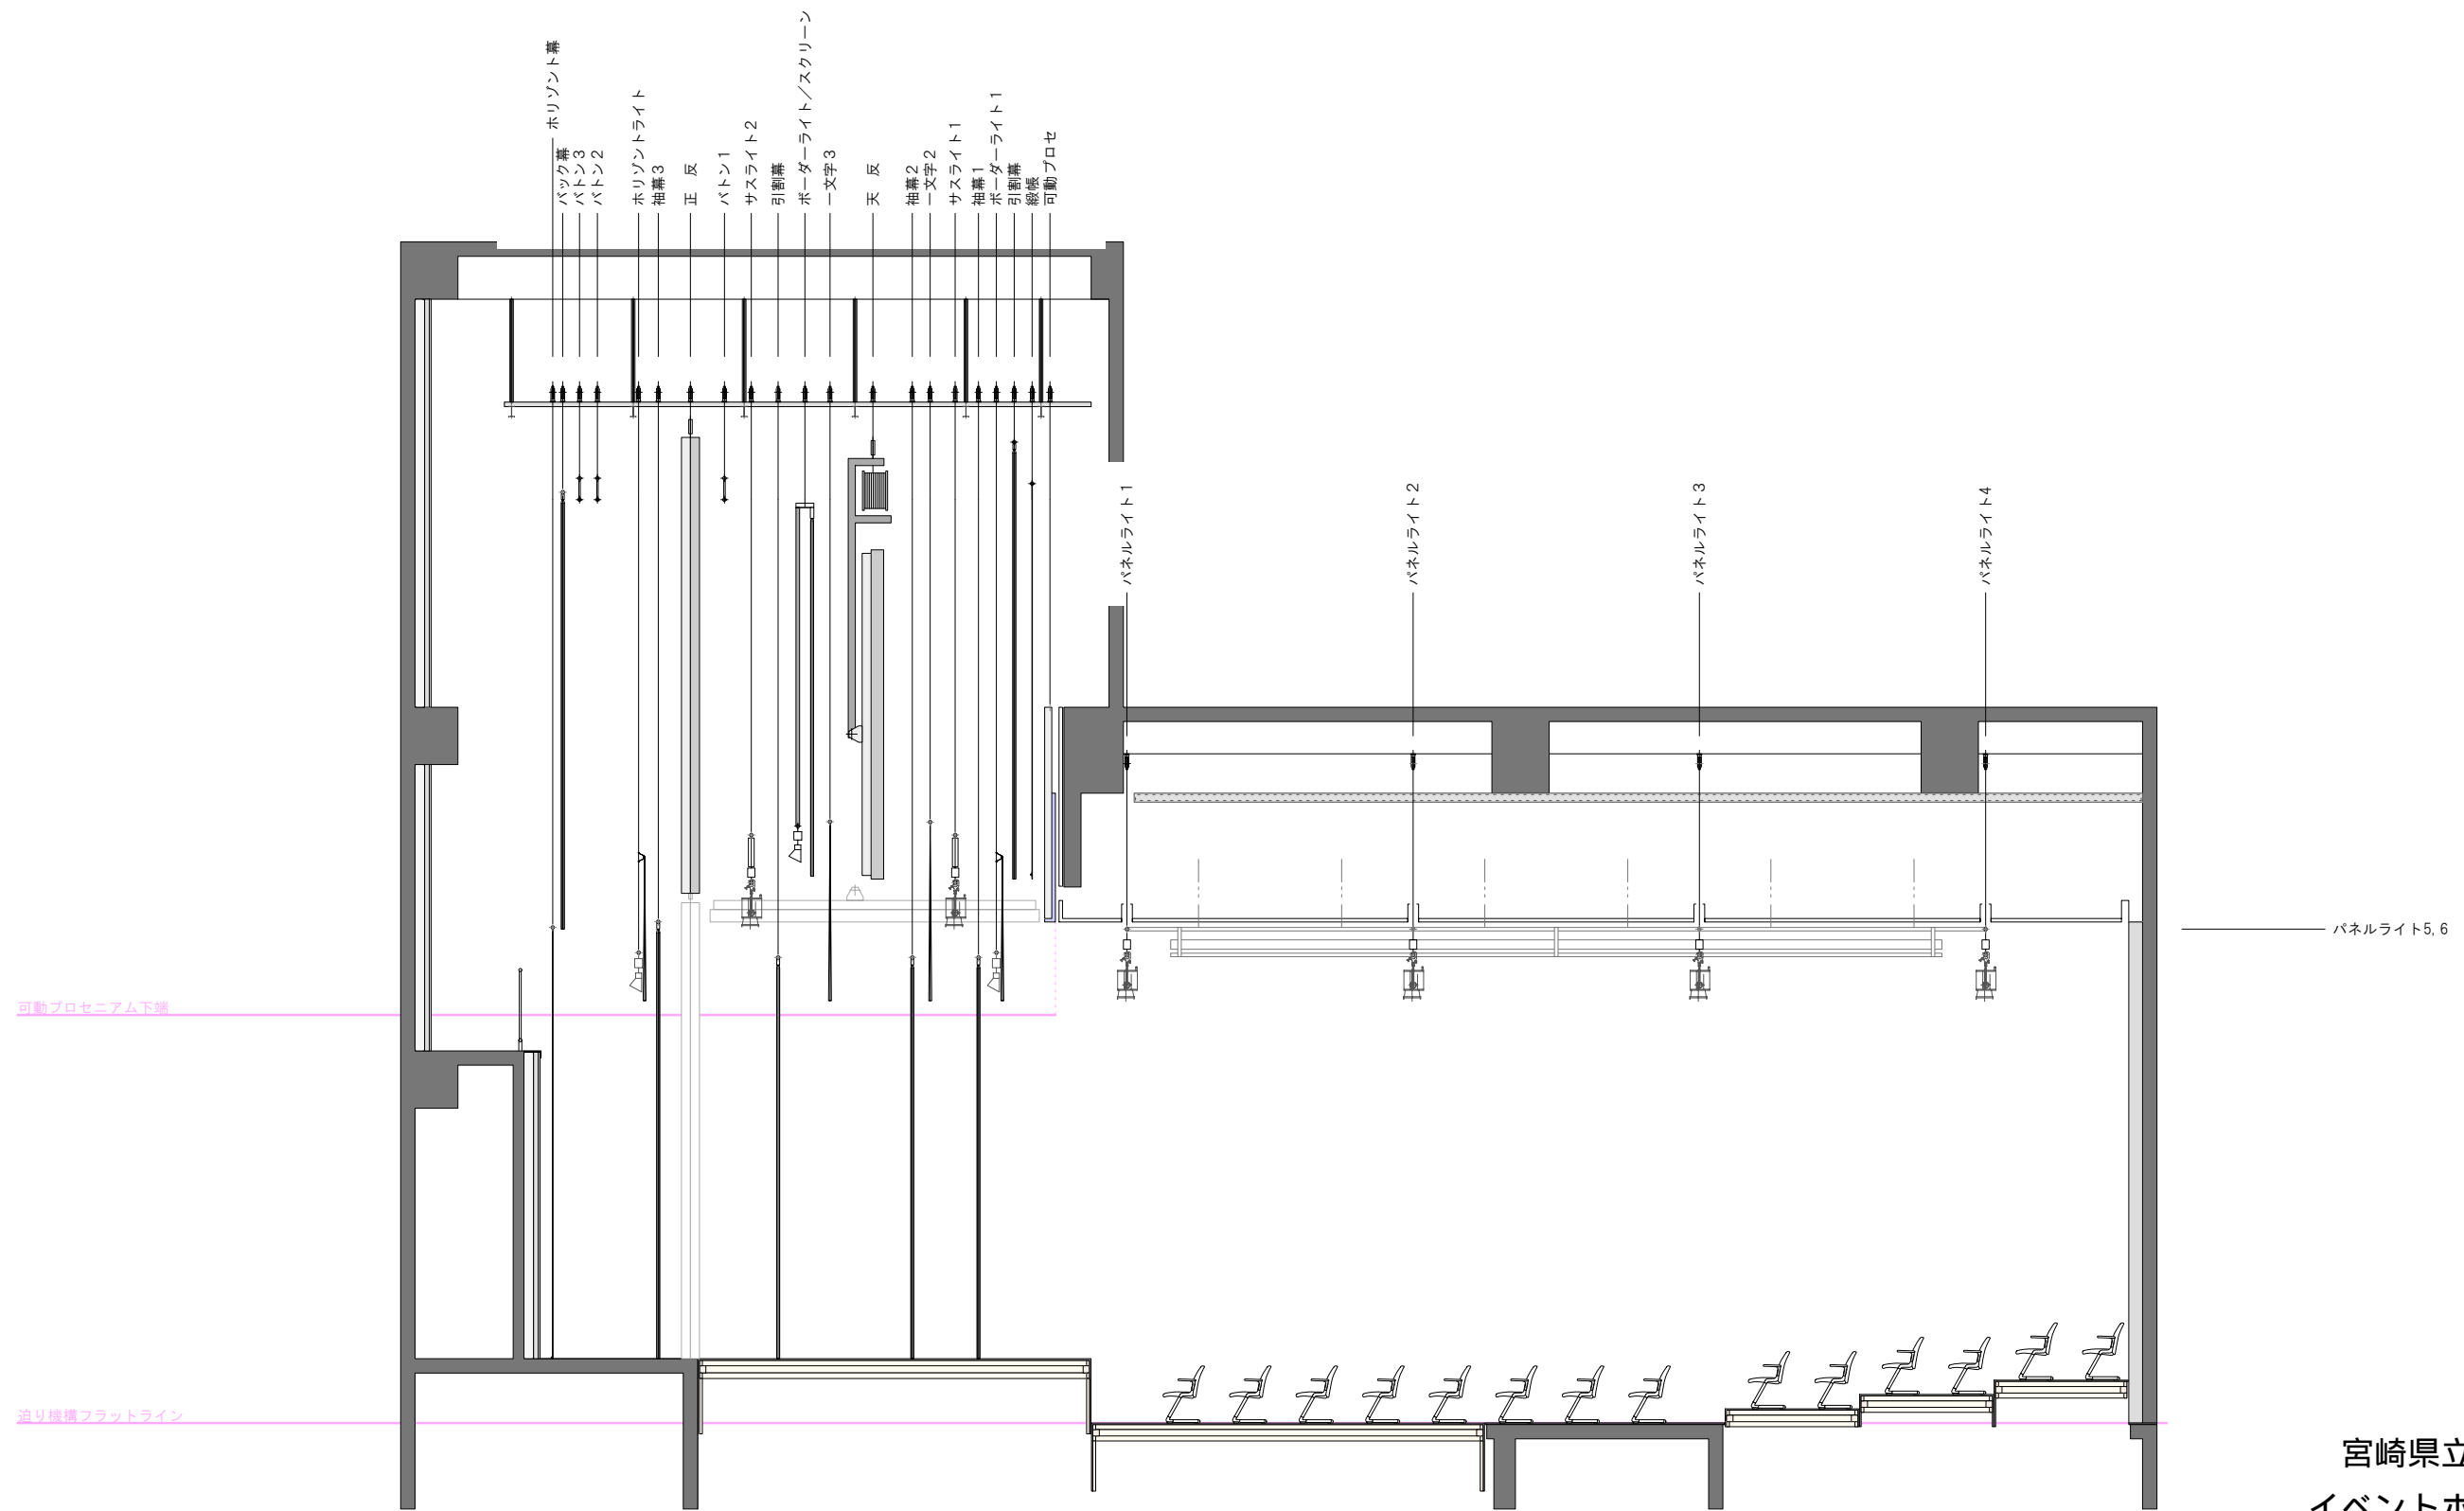 ホリゾント幕
バック幕
バトン３
バトン２
ホリゾントライト
袖幕３
正　反
バトン１
サスライト２
引割幕
ボーダーライト／スクリーン
一文字３
天　反
袖幕２
一文字２
サスライト１
袖幕１
ボーダーライト１
引割幕
緞帳
可動プロセ
パネルライト１
パネルライト２
パネルライト３
パネルライト４
パネルライト5, 6
可動プロセニアム下端
迫り機構フラットライン
宮崎県立
イベントホ